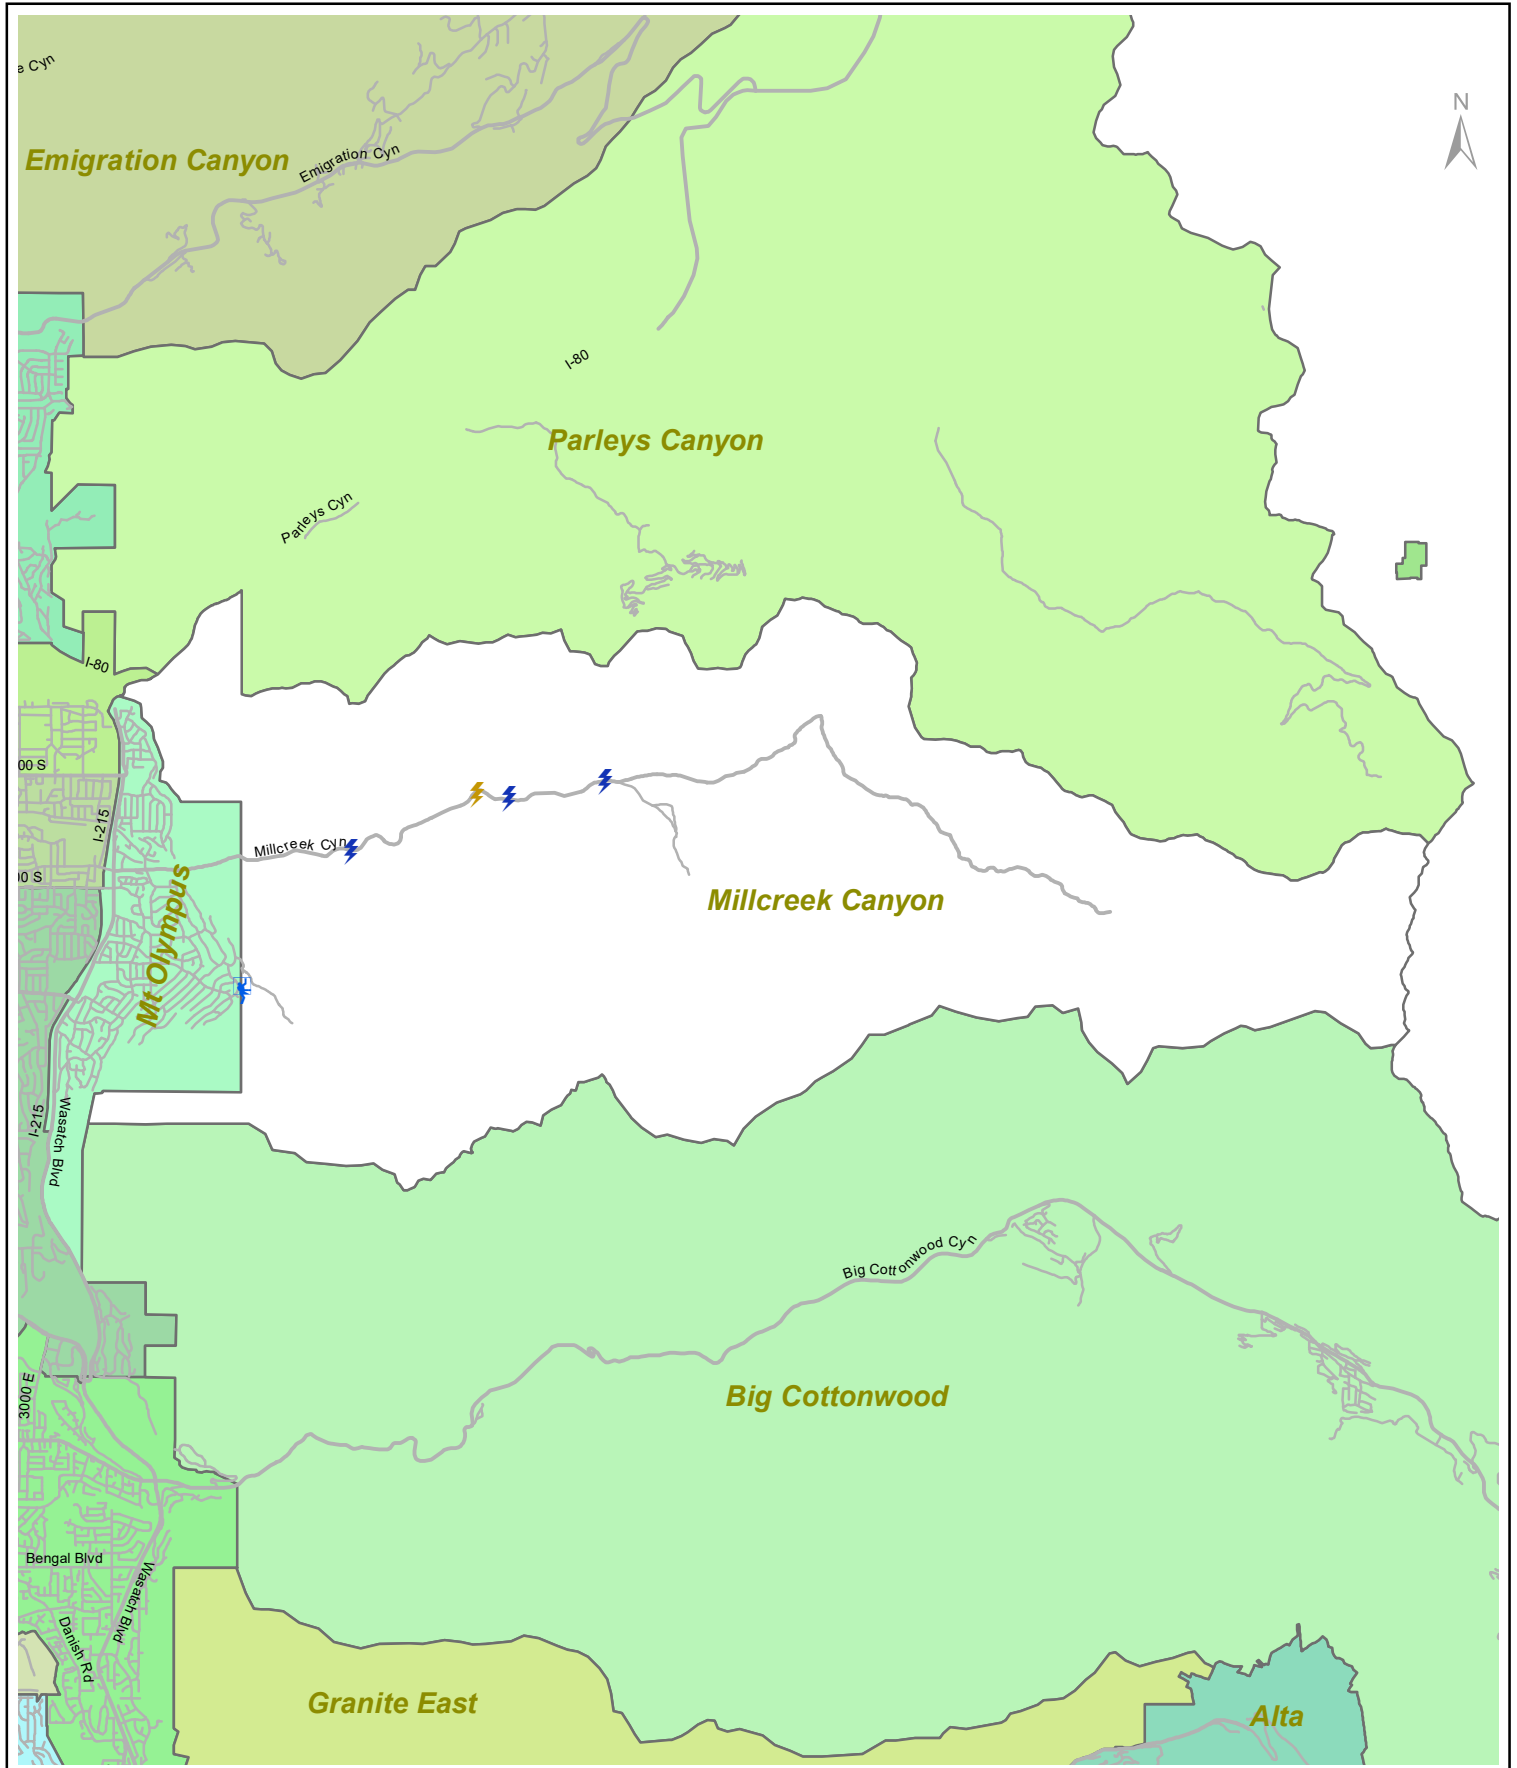 e Cyn
N
Emigration Canyon
Emigration Cyn
I-80
Parleys Canyon
Parleys Cyn
I-80
00 S
I-215
Millcreek Cyn
00 S
Millcreek Canyon
Mt Olympus
I-215
Wasatch Blvd
Big Cottonwood Cyn
3000 E
Big Cottonwood
Bengal Blvd
Wasatch Blvd
Danish Rd
Granite East
Alta